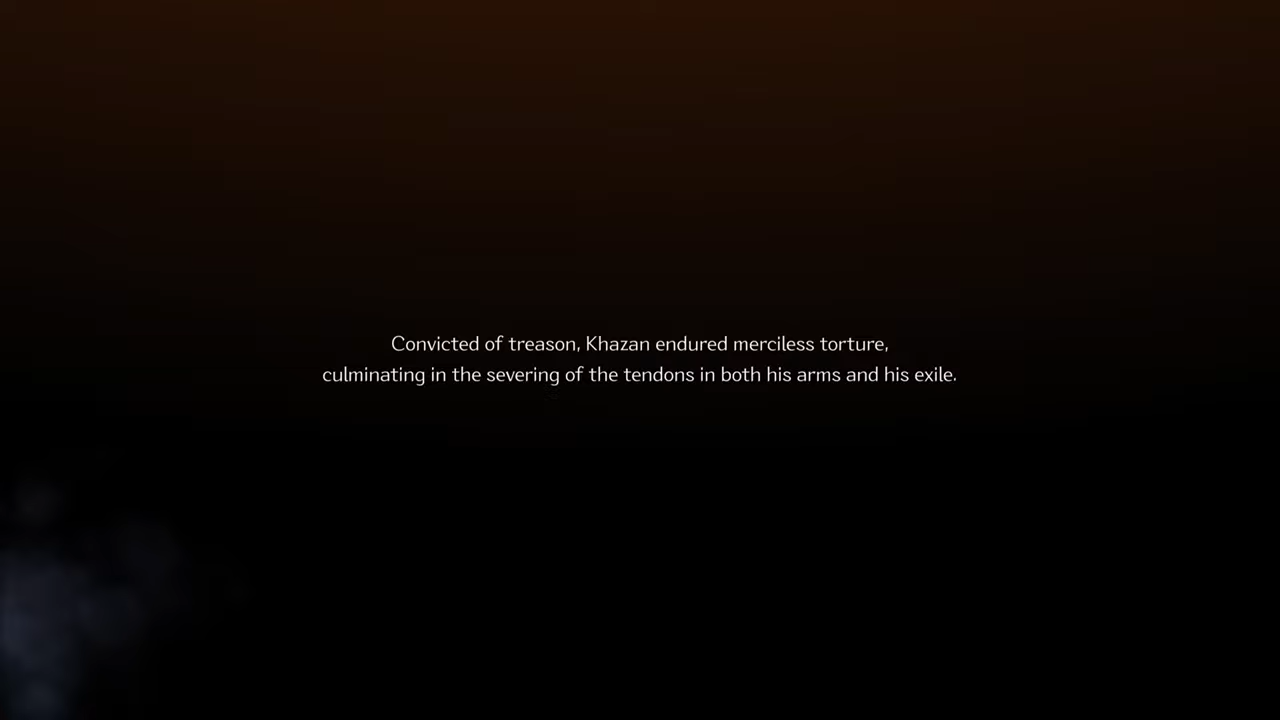 Convicted of treason, Khazan endured merciless torture,
culminating in the severing of the tendons in both his arms and his exile.